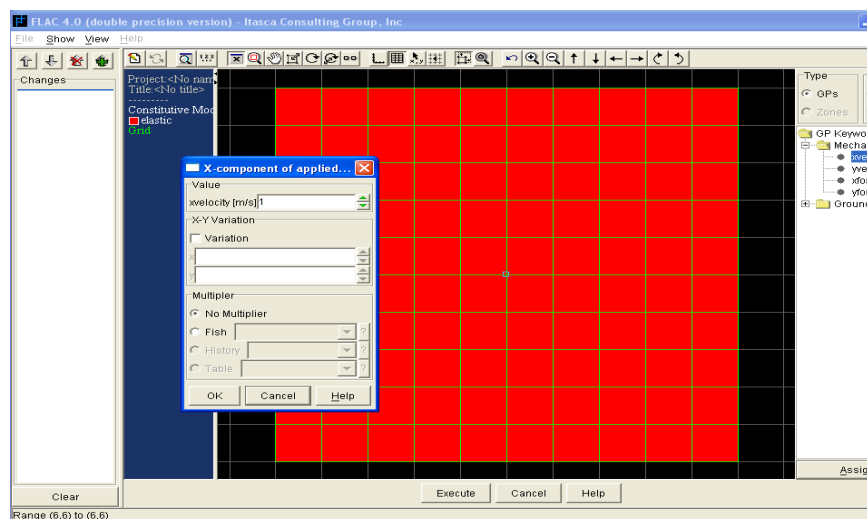 FLAC 4.0 (double precision version) - Itasca Consulting Group, Inc
File Show View Help
Changes
Project:<No nam
Title:<No title>
Constitutive Mod
elastic
Grid
Type
GPs
Zones
GP Keywo
Mecha
xve
yve
xfor
yfor
Groun
X-component of applied...
Value
xvelocity [m/s] 1
X-Y Variation
Variation
x
y
Multipler
No Multiplier
Fish ?
History ?
Table ?
OK Cancel Help
Assig
Execute Cancel Help
Clear
Range (6,6) to (6,6)